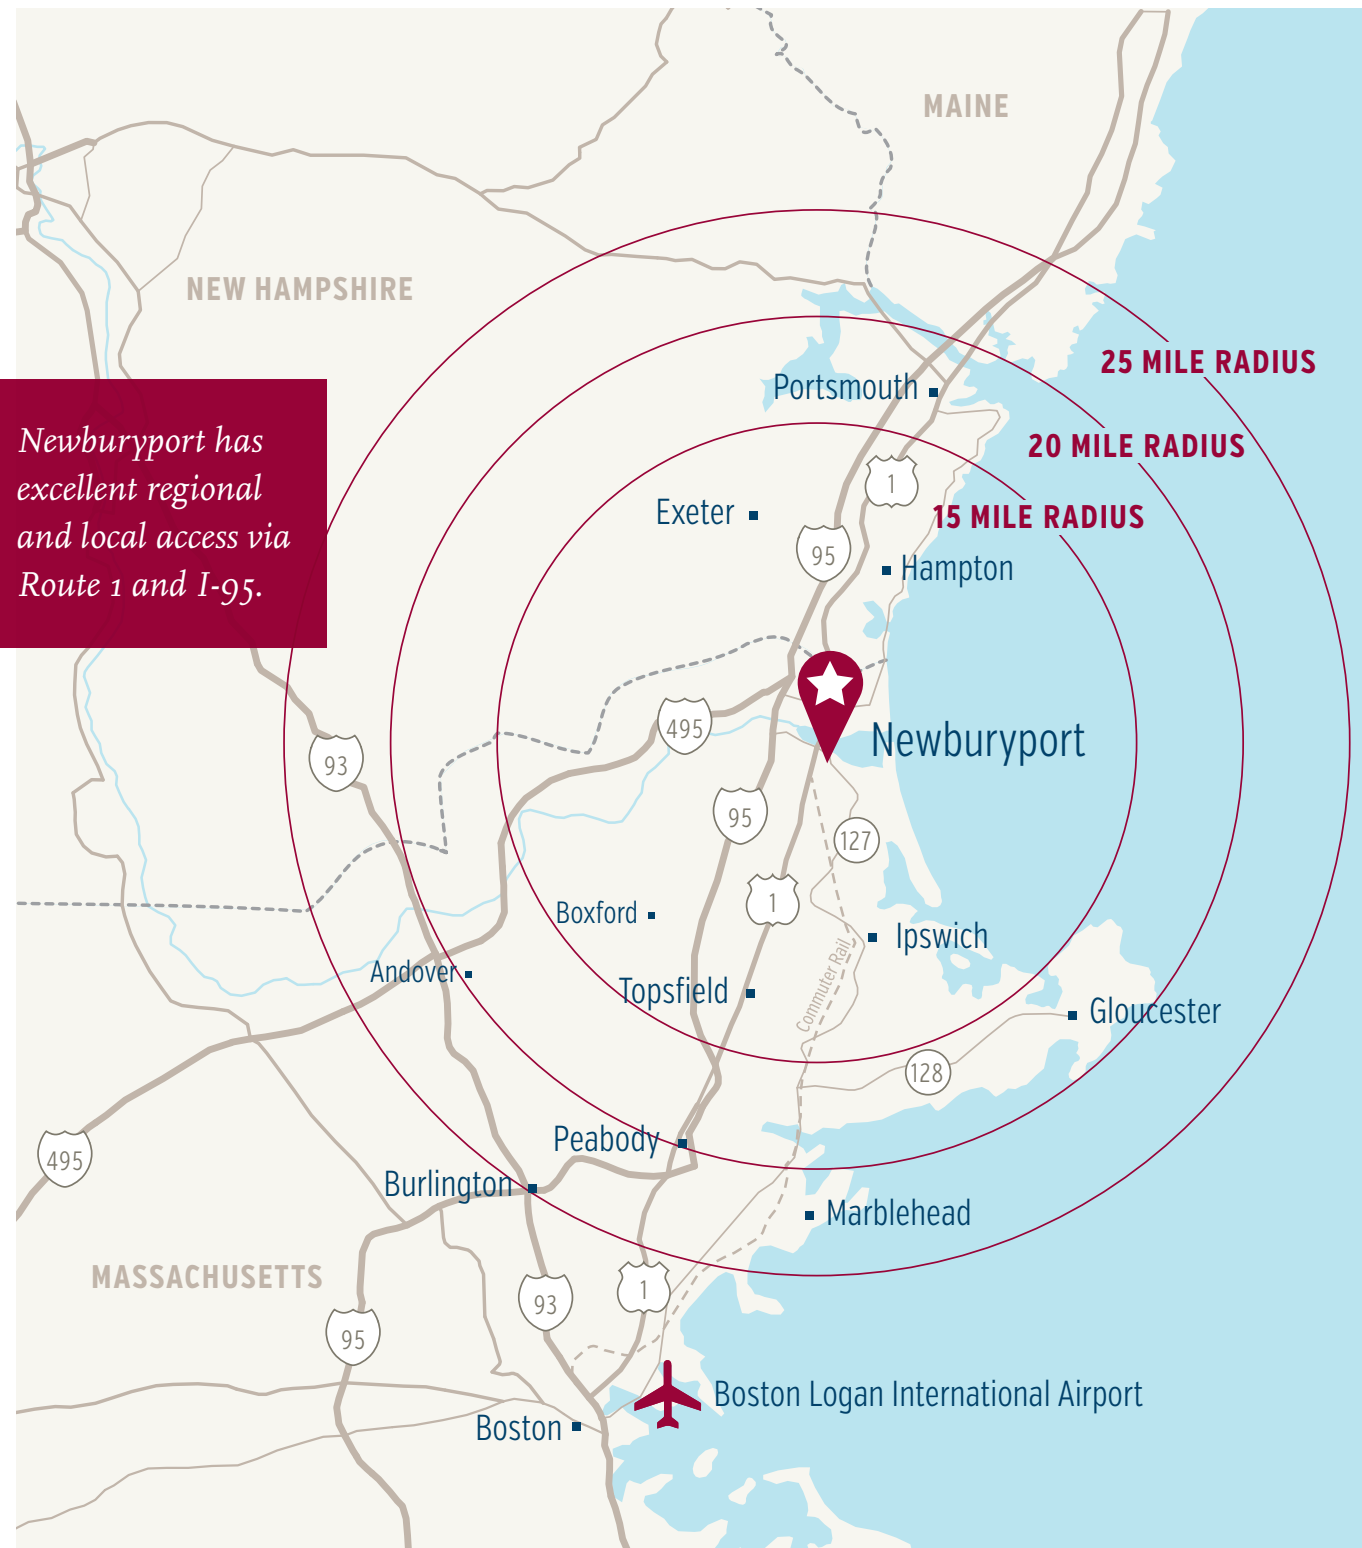 MAINE
NEW HAMPSHIRE
25 MILE RADIUS
Portsmouth
20 MILE RADIUS
Newburyport has
excellent regional
and local access via
Route 1 and I-95.
1
Exeter
15 MILE RADIUS
95
Hampton
495
Newburyport
93
95
127
1
Boxford
Ipswich
Andover
Commuter Rail
Topsfield
Gloucester
128
Peabody
495
Burlington
Marblehead
MASSACHUSETTS
1
93
95
Boston Logan International Airport
Boston